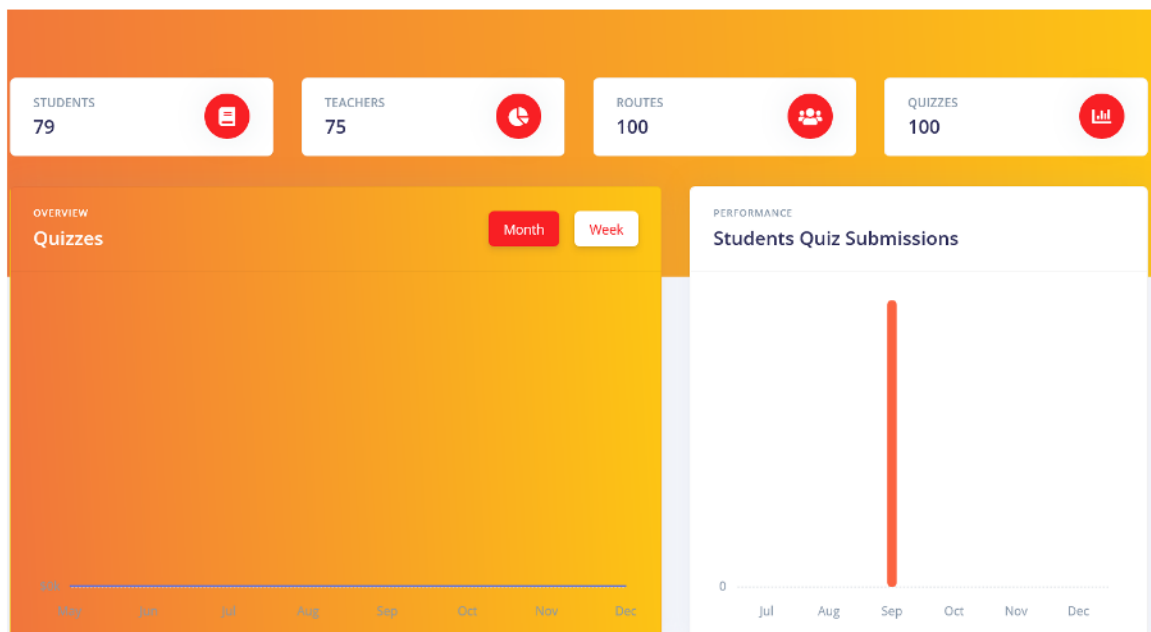 STUDENTS
79
TEACHERS
75
ROUTES
100
QUIZZES
100
OVERVIEW
Quizzes
Month
Week
May
Jun
Jul
Aug
Sep
Oct
Nov
Dec
PERFORMANCE
Students Quiz Submissions
0
Jul
Aug
Sep
Oct
Nov
Dec